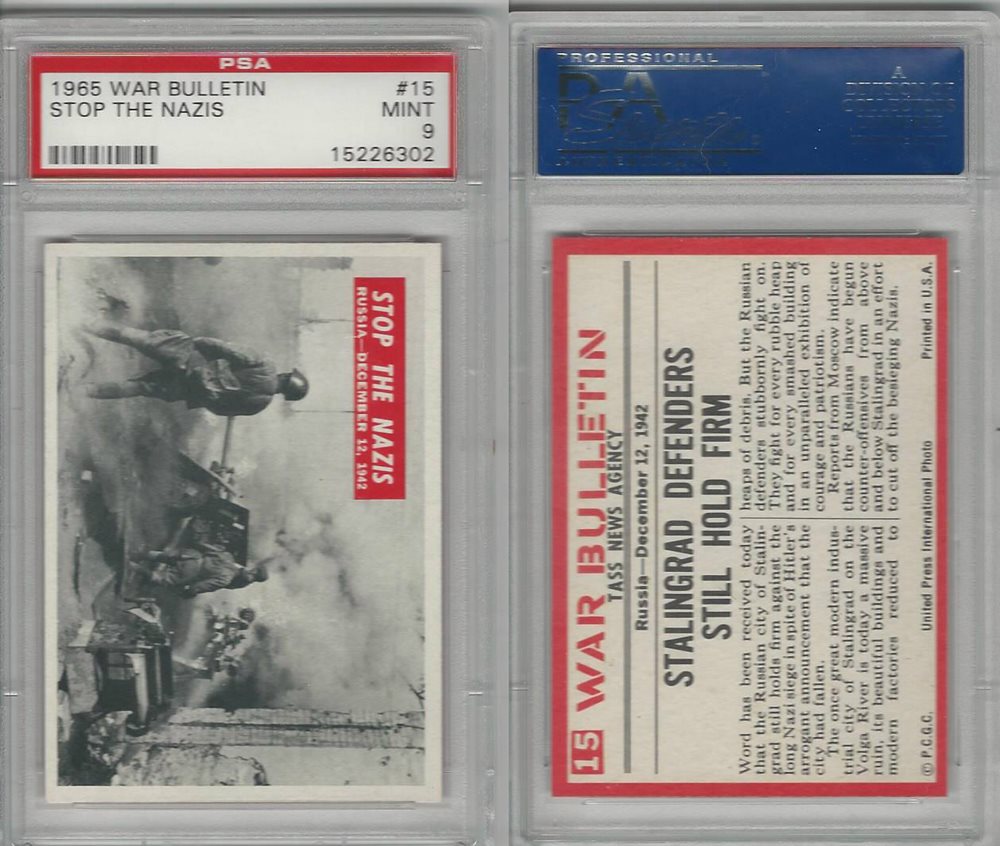 PSA
1965 WAR BULLETIN #15
STOP THE NAZIS MINT
9
15226302
STOP THE NAZIS
RUSSIA—DECEMBER 12, 1942
PROFESSIONAL
PSA
A
DIVISION OF
COLLECTORS
UNIVERSE
15 WAR BULLETIN
TASS NEWS AGENCY
Russia—December 12, 1942
STALINGRAD DEFENDERS
STILL HOLD FIRM
Word has been received today
that the Russian city of Stalin-
grad still holds firm against the
long Nazi siege in spite of Hitler's
arrogant announcement that the
city had fallen.
The once great modern indus-
trial city of Stalingrad on the
Volga River is today a massive
ruin, its beautiful buildings and
modern factories reduced to
heaps of debris. But the Russian
defenders stubbornly fight on.
They fight for every rubble heap
and for every smashed building
in an unparalleled exhibition of
courage and patriotism.
Reports from Moscow indicate
that the Russians have begun
counter-offensives from above
and below Stalingrad in an effort
to cut off the besieging Nazis.
© P.C.G.C. United Press International Photo Printed in U.S.A.